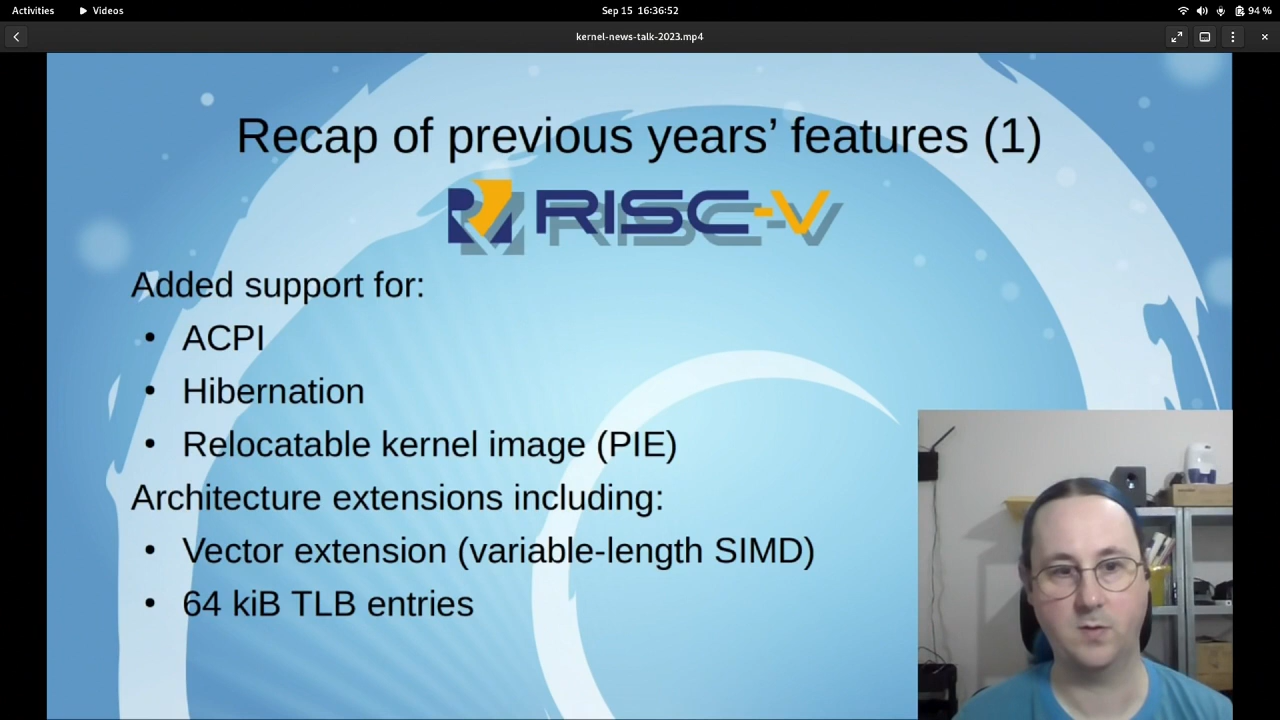 Activities
Videos
Sep 15 16:36:52
94 %
kernel-news-talk-2023.mp4
Recap of previous years’ features (1)
RISC-V
Added support for:
• ACPI
• Hibernation
• Relocatable kernel image (PIE)
Architecture extensions including:
• Vector extension (variable-length SIMD)
• 64 kiB TLB entries